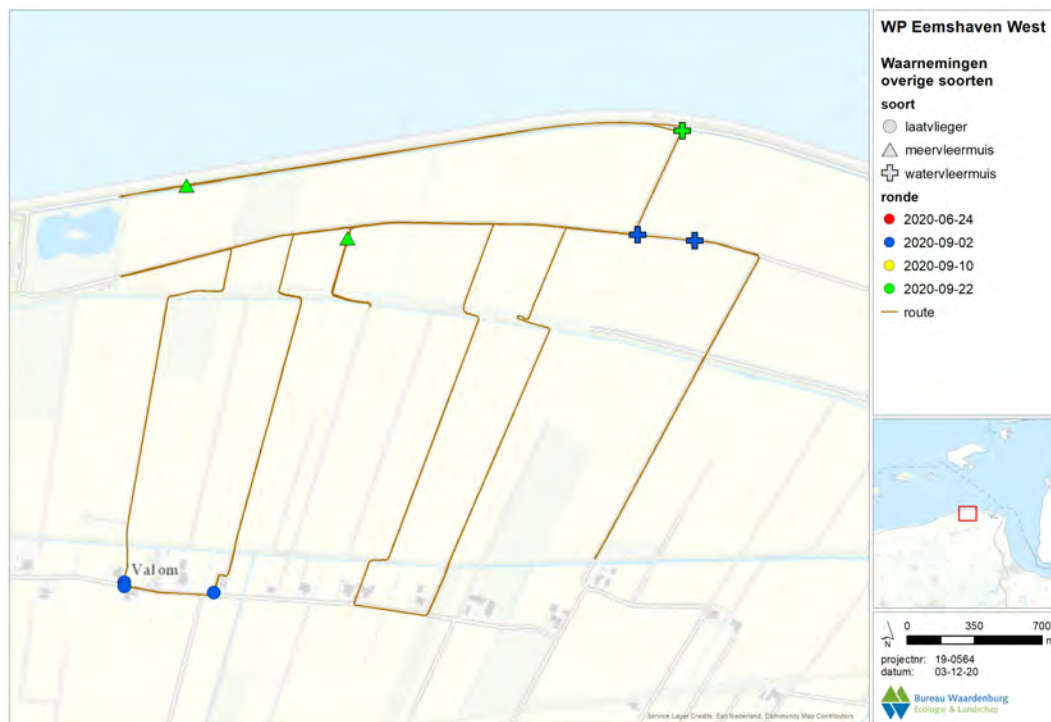 WP Eemshaven West
Waarnemingen
overige soorten
soort
laatvlieger
meervleermuis
watervleermuis
ronde
2020-06-24
2020-09-02
2020-09-10
2020-09-22
route
Valom
0 350 700
m
N
projectnr: 19-0564
datum: 03-12-20
Bureau Waardenburg
Ecologie & Landschap
Service Layer Credits: Esri Nederland, Community Map Contributors